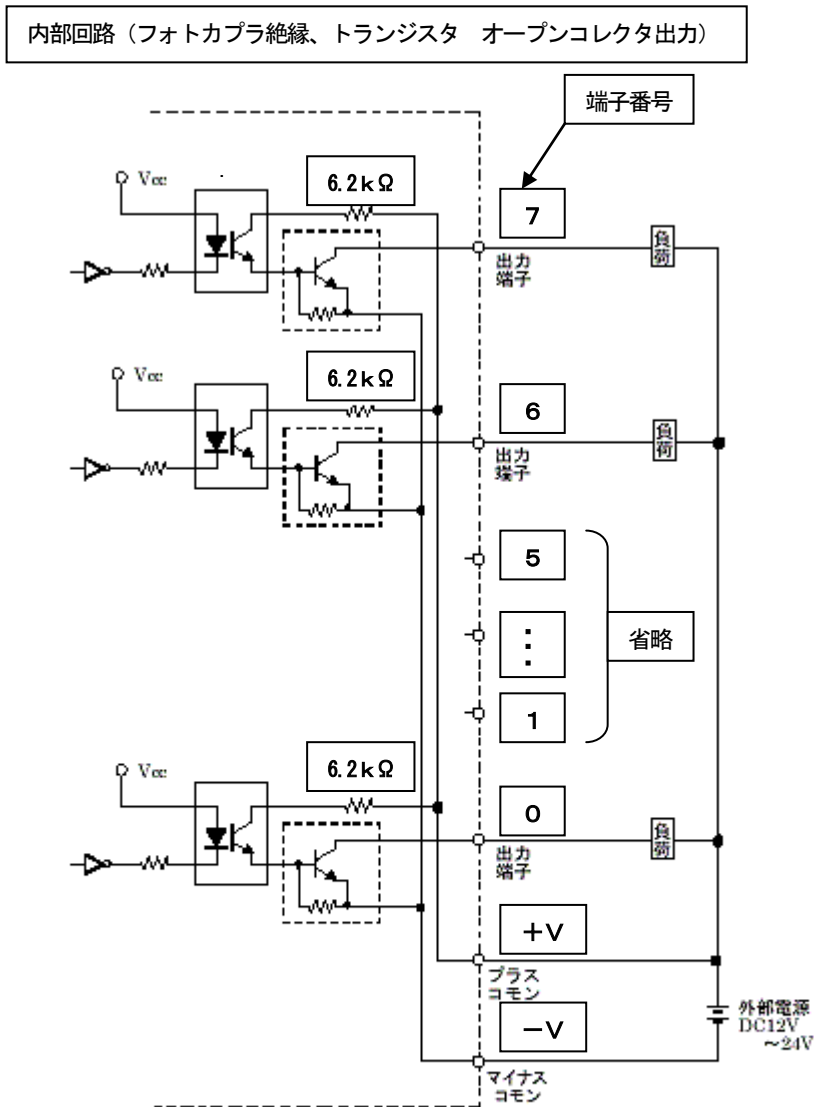 内部回路（フォトカプラ絶縁、トランジスタ　オープンコレクタ出力）
端子番号
Vcc
6.2kΩ
7
出力
端子
負荷
Vcc
6.2kΩ
6
出力
端子
負荷
5
⋮
省略
1
Vcc
6.2kΩ
0
出力
端子
負荷
＋V
プラス
コモン
－V
外部電源
DC12V
～24V
マイナス
コモン